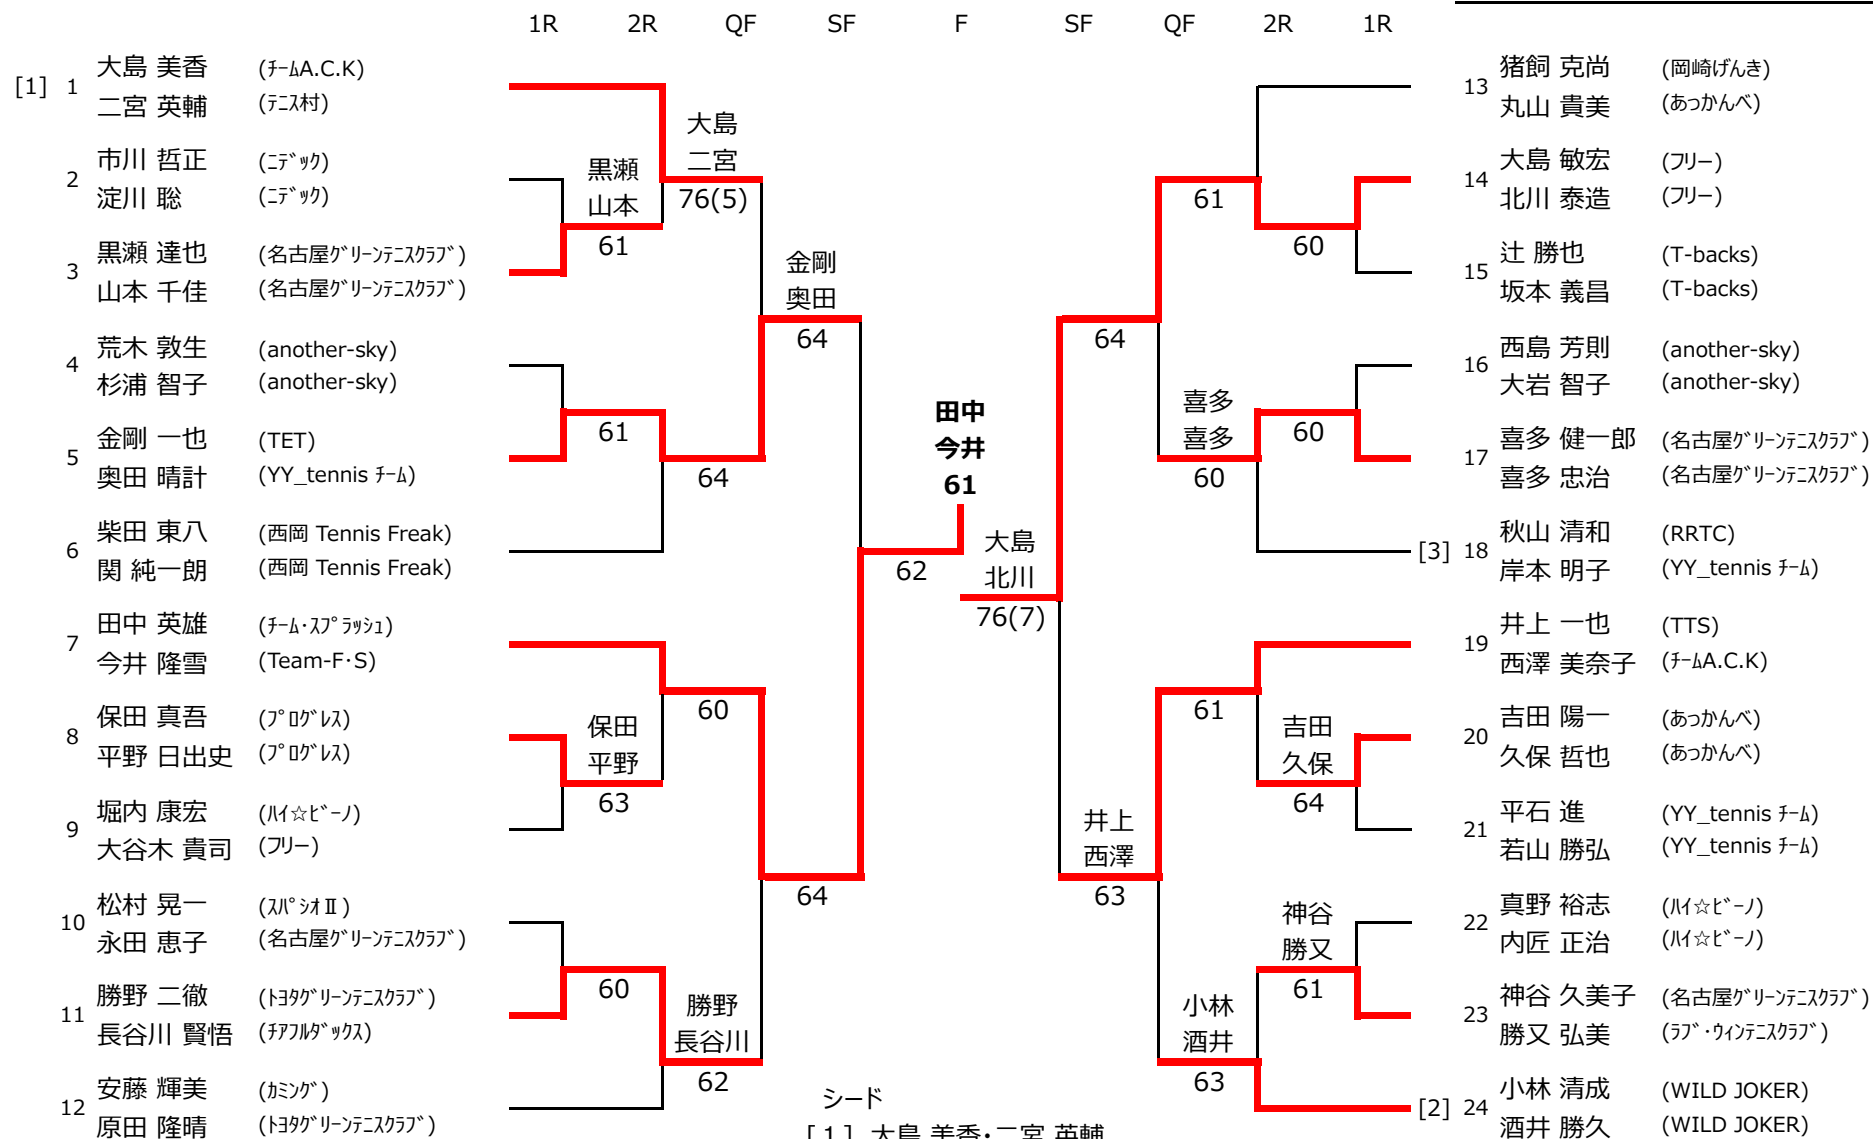 1R 2R QF SF F SF QF 2R 1R
[1] 1 大島 美香 (ﾁｰﾑA.C.K)
二宮 英輔 (ﾃﾆｽ村)
2 市川 哲正 (ﾆﾃﾞｯｸ)
淀川 聡 (ﾆﾃﾞｯｸ)
3 黒瀬 達也 (名古屋ｸﾞﾘｰﾝﾃﾆｽｸﾗﾌﾞ)
山本 千佳 (名古屋ｸﾞﾘｰﾝﾃﾆｽｸﾗﾌﾞ)
4 荒木 敦生 (another-sky)
杉浦 智子 (another-sky)
5 金剛 一也 (TET)
奥田 晴計 (YY_tennis ﾁｰﾑ)
6 柴田 東八 (西岡 Tennis Freak)
関 純一朗 (西岡 Tennis Freak)
7 田中 英雄 (ﾁｰﾑ･ｽﾌﾟﾗｯｼｭ)
今井 隆雪 (Team-F･S)
8 保田 真吾 (ﾌﾟﾛｸﾞﾚｽ)
平野 日出史 (ﾌﾟﾛｸﾞﾚｽ)
9 堀内 康宏 (ﾊｲ☆ﾋﾞｰﾉ)
大谷木 貴司 (ﾌﾘｰ)
10 松村 晃一 (ｽﾊﾟｼｵⅡ)
永田 恵子 (名古屋ｸﾞﾘｰﾝﾃﾆｽｸﾗﾌﾞ)
11 勝野 二徹 (ﾄﾖﾀｸﾞﾘｰﾝﾃﾆｽｸﾗﾌﾞ)
長谷川 賢悟 (ﾁｱﾌﾙﾀﾞｯｸｽ)
12 安藤 輝美 (ｶﾐﾝｸﾞ)
原田 隆晴 (ﾄﾖﾀｸﾞﾘｰﾝﾃﾆｽｸﾗﾌﾞ)
黒瀬
山本
61
61
保田
平野
63
60
大島
二宮
76(5)
64
60
勝野
長谷川
62
金剛
奥田
64
64
62
田中
今井
61
大島
北川
76(7)
64
井上
西澤
63
61
喜多
喜多
60
61
小林
酒井
63
60
60
吉田
久保
64
神谷
勝又
61
13 猪飼 克尚 (岡崎げんき)
丸山 貴美 (あっかんべ)
14 大島 敏宏 (ﾌﾘｰ)
北川 泰造 (ﾌﾘｰ)
15 辻 勝也 (T-backs)
坂本 義昌 (T-backs)
16 西島 芳則 (another-sky)
大岩 智子 (another-sky)
17 喜多 健一郎 (名古屋ｸﾞﾘｰﾝﾃﾆｽｸﾗﾌﾞ)
喜多 忠治 (名古屋ｸﾞﾘｰﾝﾃﾆｽｸﾗﾌﾞ)
[3] 18 秋山 清和 (RRTC)
岸本 明子 (YY_tennis ﾁｰﾑ)
19 井上 一也 (TTS)
西澤 美奈子 (ﾁｰﾑA.C.K)
20 吉田 陽一 (あっかんべ)
久保 哲也 (あっかんべ)
21 平石 進 (YY_tennis ﾁｰﾑ)
若山 勝弘 (YY_tennis ﾁｰﾑ)
22 真野 裕志 (ﾊｲ☆ﾋﾞｰﾉ)
内匠 正治 (ﾊｲ☆ﾋﾞｰﾉ)
23 神谷 久美子 (名古屋ｸﾞﾘｰﾝﾃﾆｽｸﾗﾌﾞ)
勝又 弘美 (ﾗﾌﾞ･ｳｨﾝﾃﾆｽｸﾗﾌﾞ)
[2] 24 小林 清成 (WILD JOKER)
酒井 勝久 (WILD JOKER)
シード
[１] 大島 美香・二宮 英輔